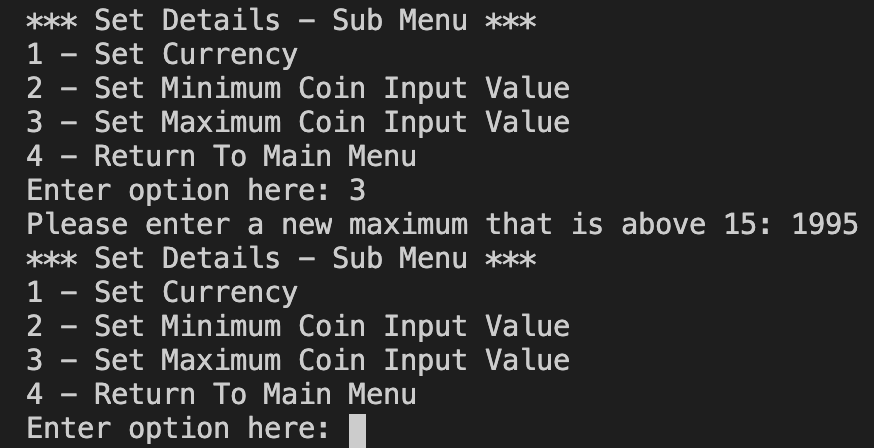 *** Set Details - Sub Menu ***
1 - Set Currency
2 - Set Minimum Coin Input Value
3 - Set Maximum Coin Input Value
4 - Return To Main Menu
Enter option here: 3
Please enter a new maximum that is above 15: 1995
*** Set Details - Sub Menu ***
1 - Set Currency
2 - Set Minimum Coin Input Value
3 - Set Maximum Coin Input Value
4 - Return To Main Menu
Enter option here: